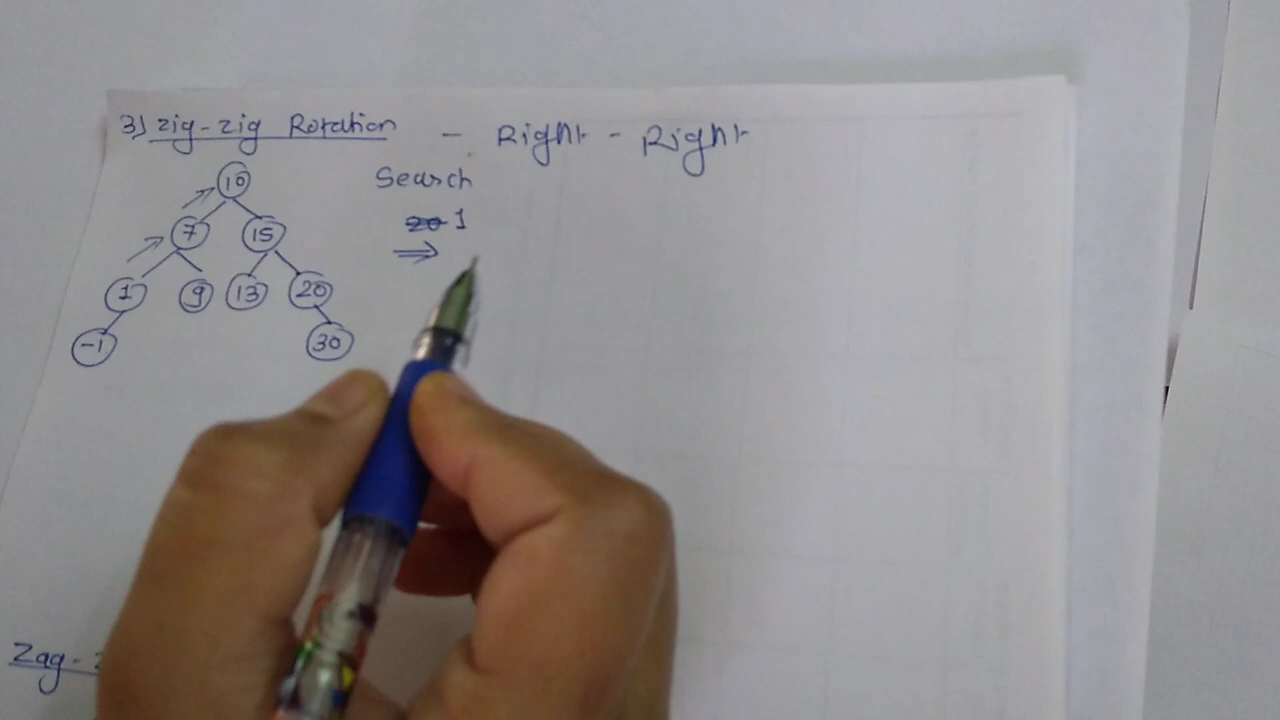 3) Zig-zig Rotation - Right - Right
10
Search
7 15
20 1
⇒
1 9 13 20
-1 30
Zag-